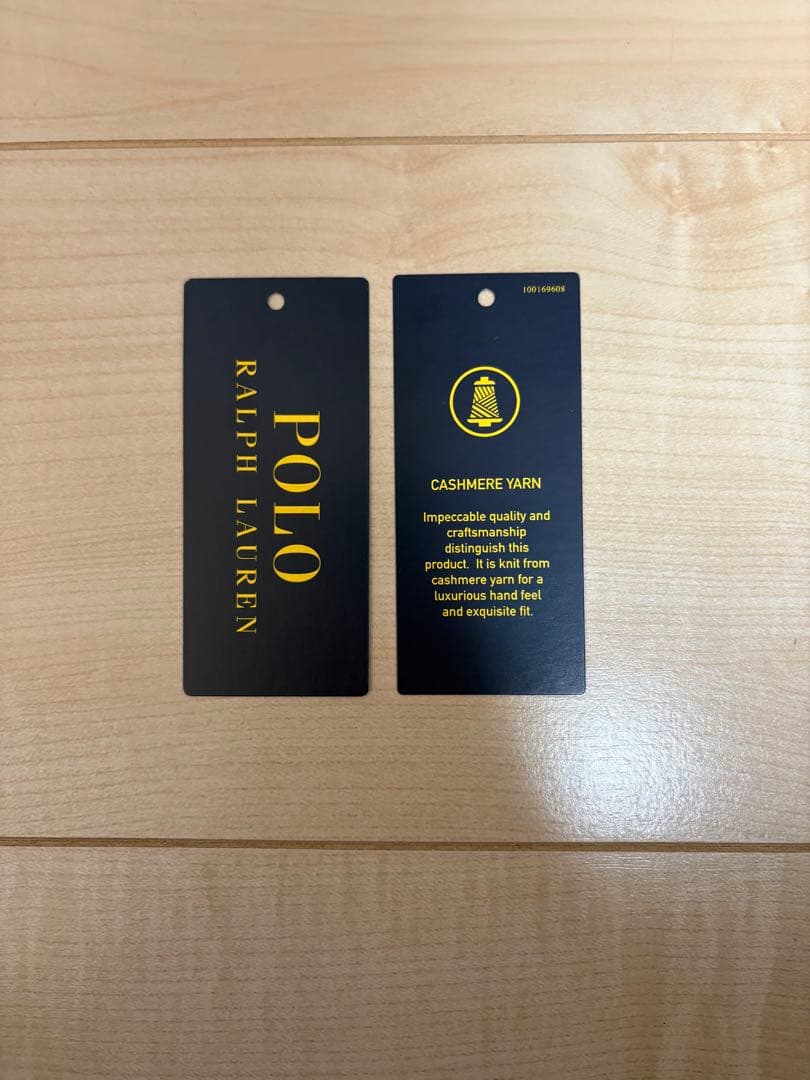 POLO
RALPH LAUREN
100169608
CASHMERE YARN
Impeccable quality and
craftsmanship
distinguish this
product. It is knit from
cashmere yarn for a
luxurious hand feel
and exquisite fit.